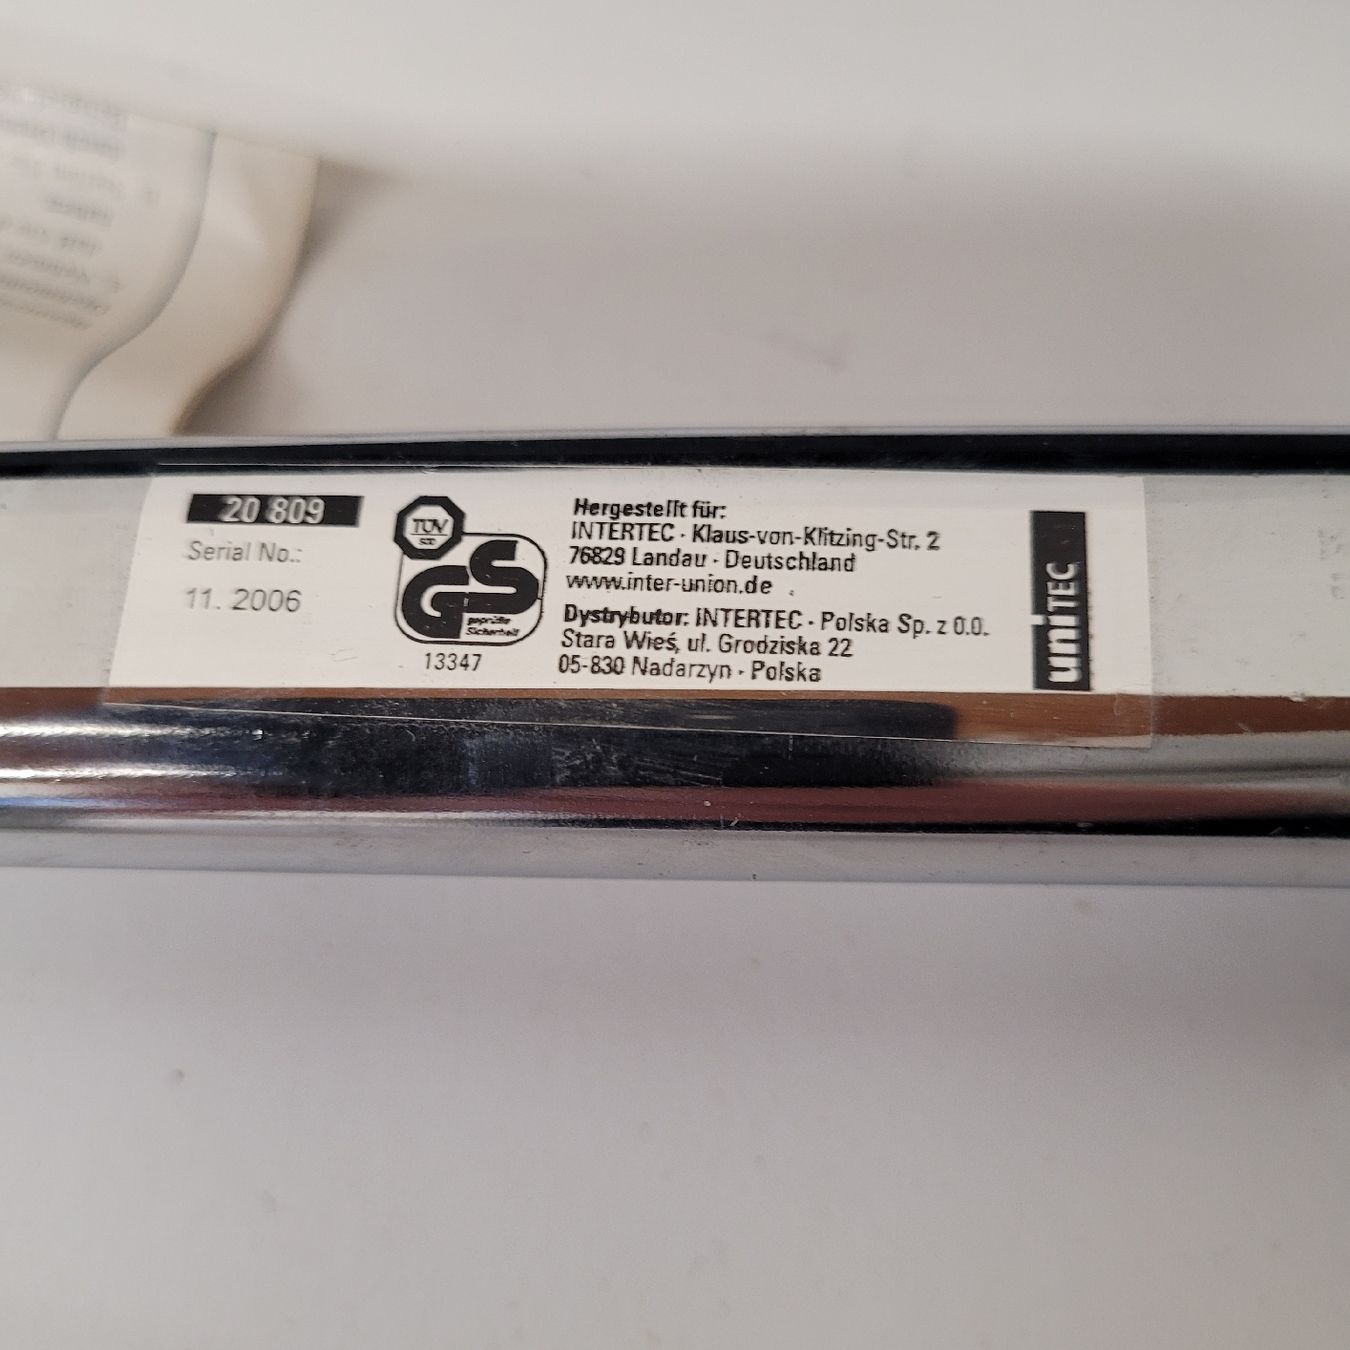 20 809
Serial No.:
11. 2006
TÜV
GS
geprüfte
Sicherheit
13347
Hergestellt für:
INTERTEC · Klaus-von-Klitzing-Str. 2
76829 Landau · Deutschland
www.inter-union.de
Dystrybutor: INTERTEC · Polska Sp. z 0.0.
Stara Wieś, ul. Grodziska 22
05-830 Nadarzyn · Polska
uniTEC